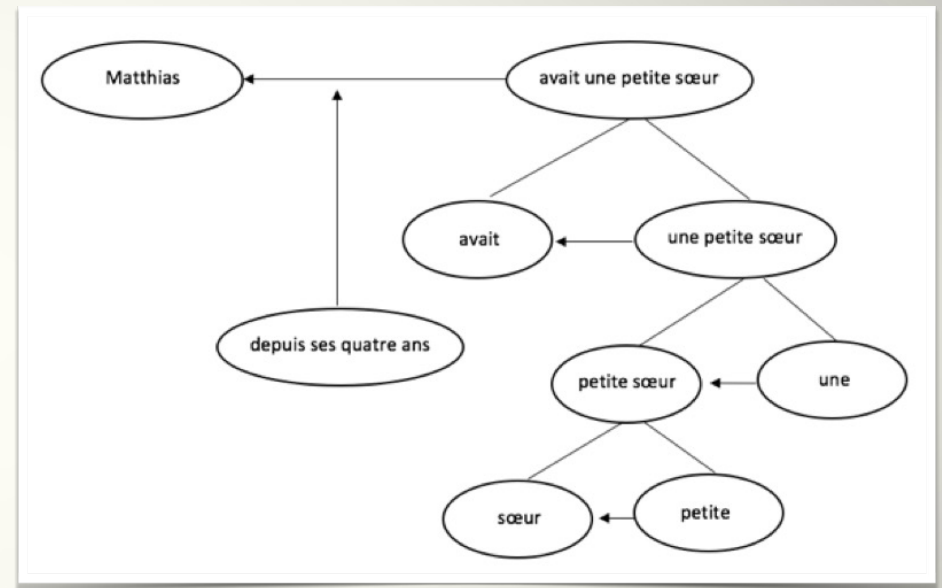 Matthias
avait une petite sœur
avait
une petite sœur
depuis ses quatre ans
petite sœur
une
sœur
petite